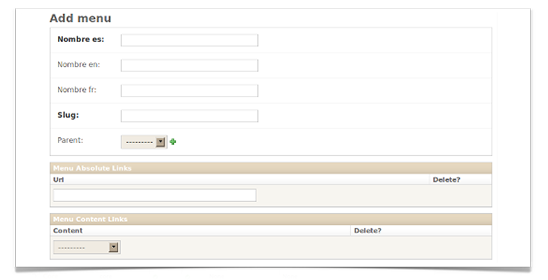 Add menu
Nombre es:
Nombre en:
Nombre fr:
Slug:
Parent: ---------
Menu Absolute Links
Url Delete?
Menu Content Links
Content Delete?
---------